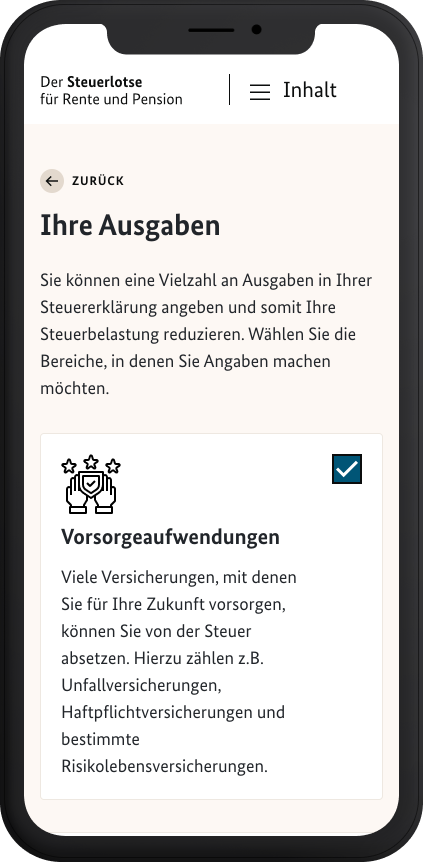 Der Steuerlotse
für Rente und Pension
Inhalt
ZURÜCK
Ihre Ausgaben
Sie können eine Vielzahl an Ausgaben in Ihrer
Steuererklärung angeben und somit Ihre
Steuerbelastung reduzieren. Wählen Sie die
Bereiche, in denen Sie Angaben machen
möchten.
Vorsorgeaufwendungen
Viele Versicherungen, mit denen
Sie für Ihre Zukunft vorsorgen,
können Sie von der Steuer
absetzen. Hierzu zählen z.B.
Unfallversicherungen,
Haftpflichtversicherungen und
bestimmte
Risikolebensversicherungen.